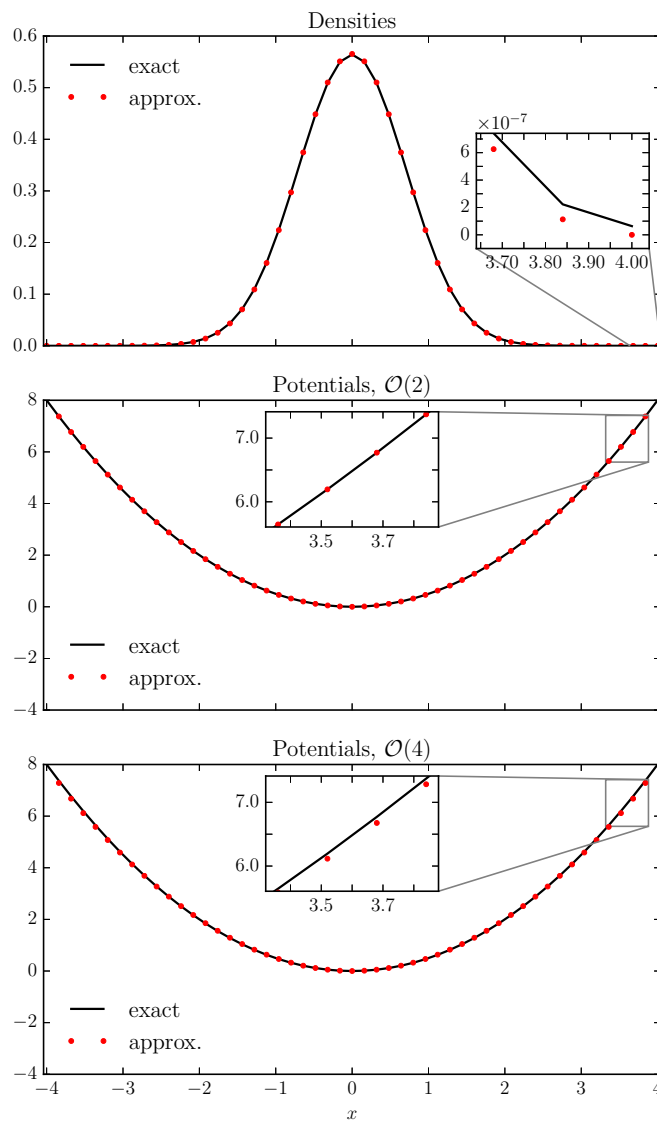 Densities
0.6
0.5
0.4
0.3
0.2
0.1
0.0
exact
approx.
×10⁻⁷
6
4
2
0
3.70 3.80 3.90 4.00
Potentials, 𝒪(2)
8
6
4
2
0
−2
−4
7.0
6.0
3.5 3.7
exact
approx.
Potentials, 𝒪(4)
8
6
4
2
0
−2
−4
7.0
6.0
3.5 3.7
exact
approx.
−4 −3 −2 −1 0 1 2 3 4
x